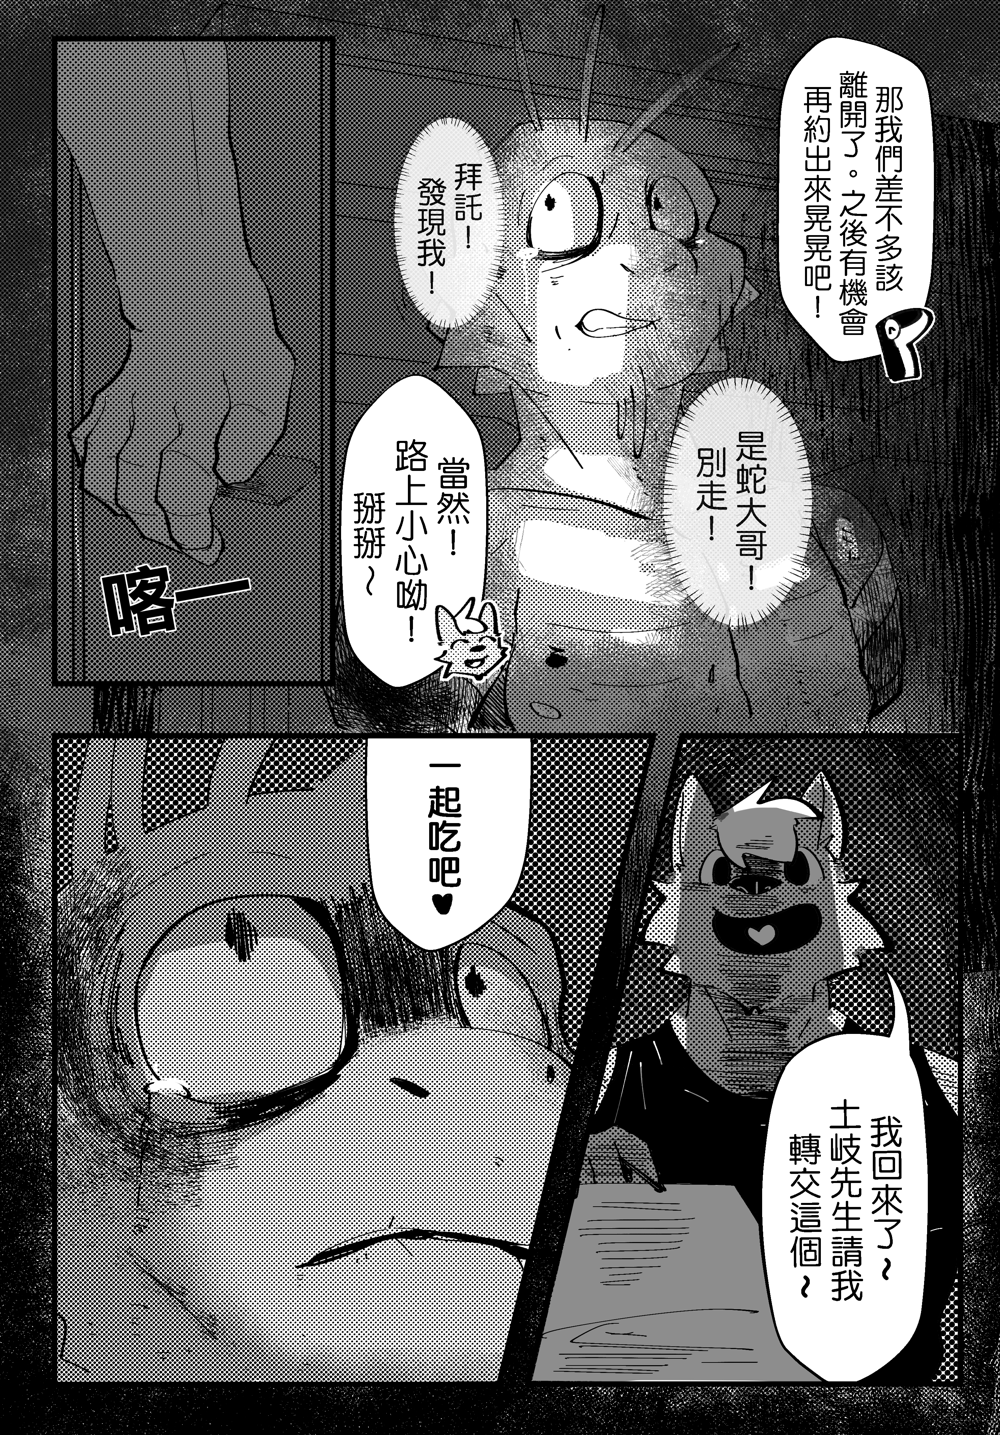 那我們差不多該
離開了。之後有機會
再約出來晃晃吧！
拜託！
發現我！
是蛇大哥！
別走！
當然！
路上小心呦！
掰掰~
喀一
我回來了~
土岐先生請我
轉交這個~
一起吃吧♥